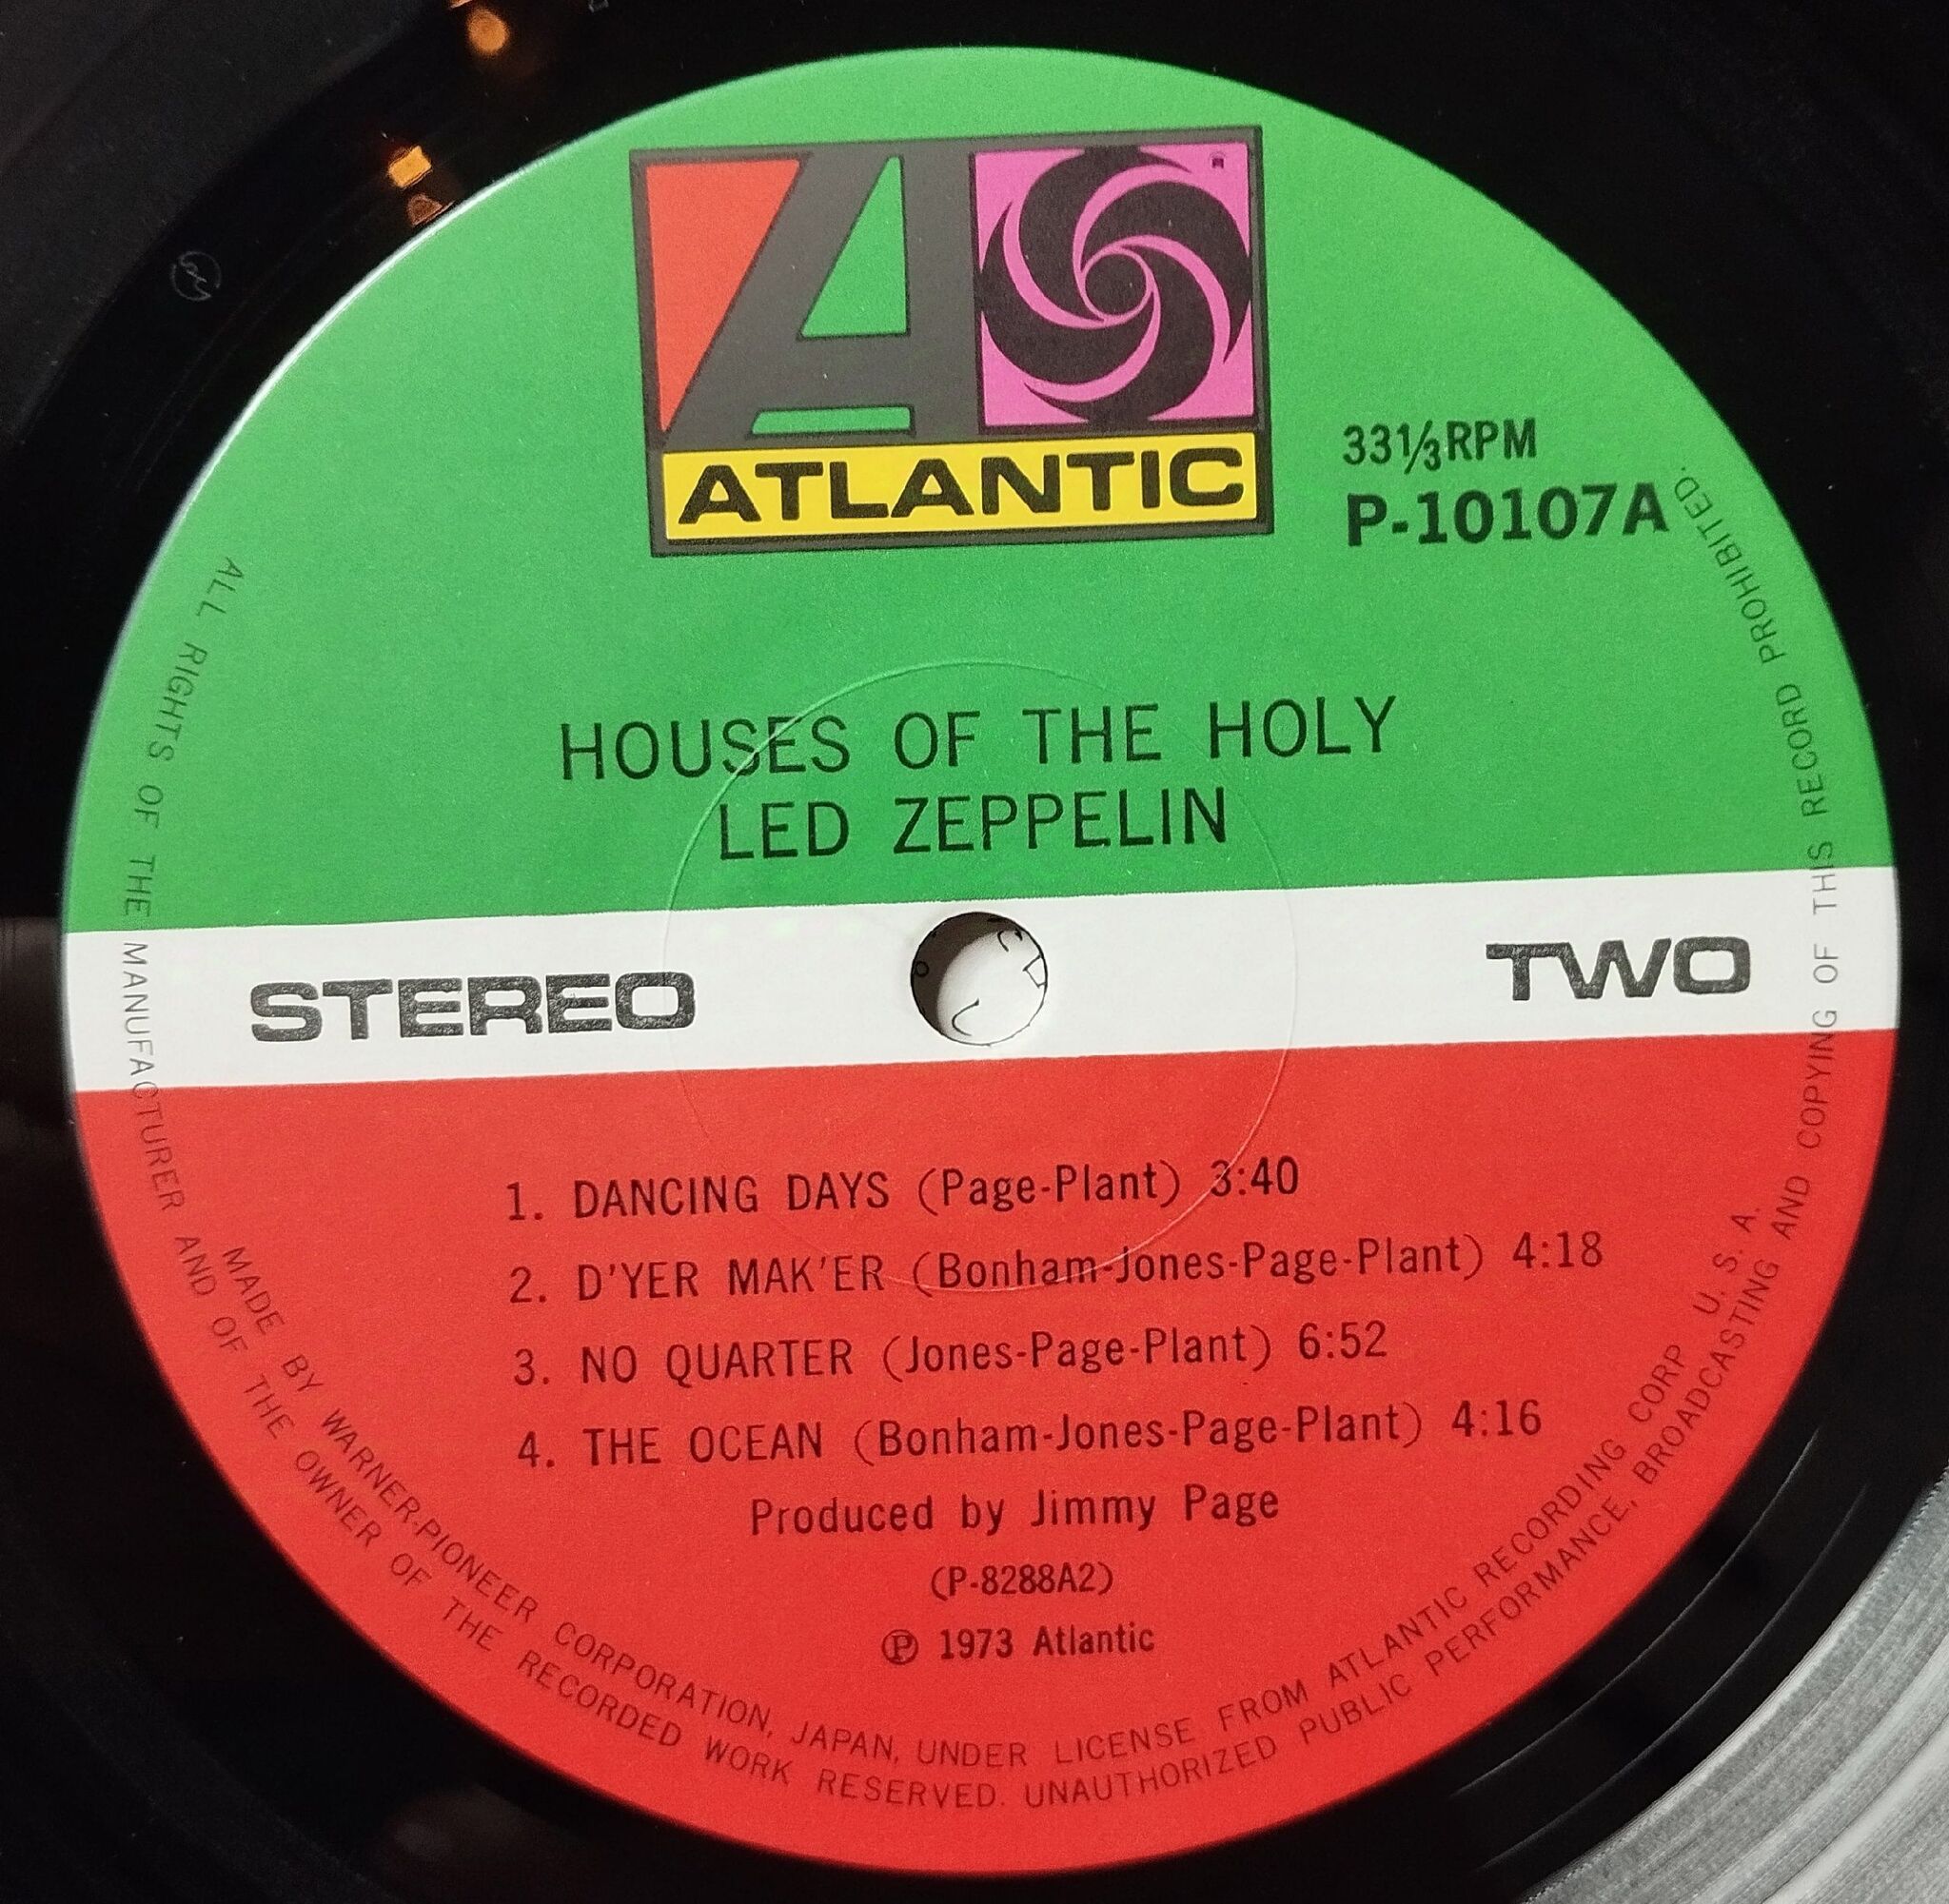 ATLANTIC
33⅓RPM
P-10107A
HOUSES OF THE HOLY
LED ZEPPELIN
STEREO
TWO
1. DANCING DAYS (Page-Plant) 3:40
2. D'YER MAK'ER (Bonham-Jones-Page-Plant) 4:18
3. NO QUARTER (Jones-Page-Plant) 6:52
4. THE OCEAN (Bonham-Jones-Page-Plant) 4:16
Produced by Jimmy Page
(P-8288A2)
Ⓟ 1973 Atlantic
MADE BY WARNER-PIONEER CORPORATION, JAPAN, UNDER LICENSE FROM ATLANTIC RECORDING CORP U. S. A.
ALL RIGHTS OF THE MANUFACTURER AND OF THE OWNER OF THE RECORDED WORK RESERVED. UNAUTHORIZED PUBLIC PERFORMANCE, BROADCASTING AND COPYING OF THIS RECORD PROHIBITED.